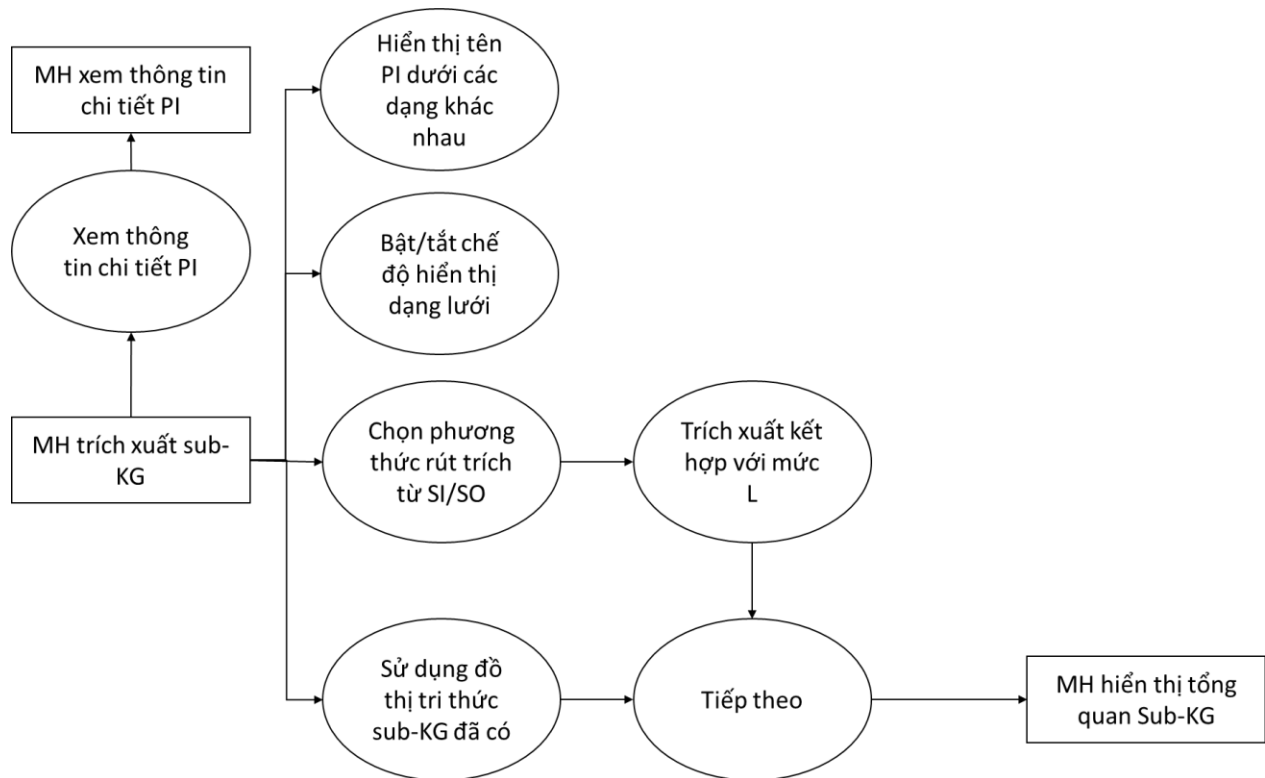 MH xem thông tin
chi tiết PI
Xem thông
tin chi tiết PI
MH trích xuất sub-
KG
Hiển thị tên
PI dưới các
dạng khác
nhau
Bật/tắt chế
độ hiển thị
dạng lưới
Chọn phương
thức rút trích
từ SI/SO
Trích xuất kết
hợp với mức
L
Sử dụng đồ
thị tri thức
sub-KG đã có
Tiếp theo
MH hiển thị tổng
quan Sub-KG